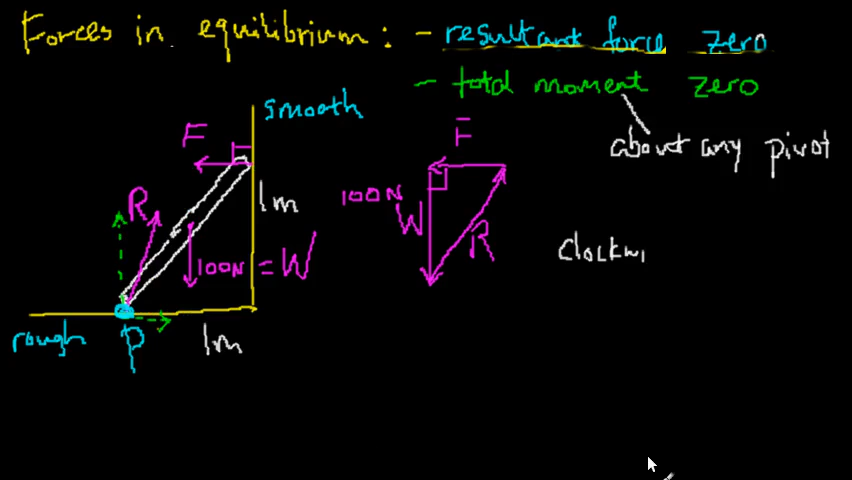 Forces in equilibrium : - resultant force zero
- total moment zero
about any pivot
smooth
F
1m
R
100N = W
rough
P
1m
F
100N
W
R
clockwi